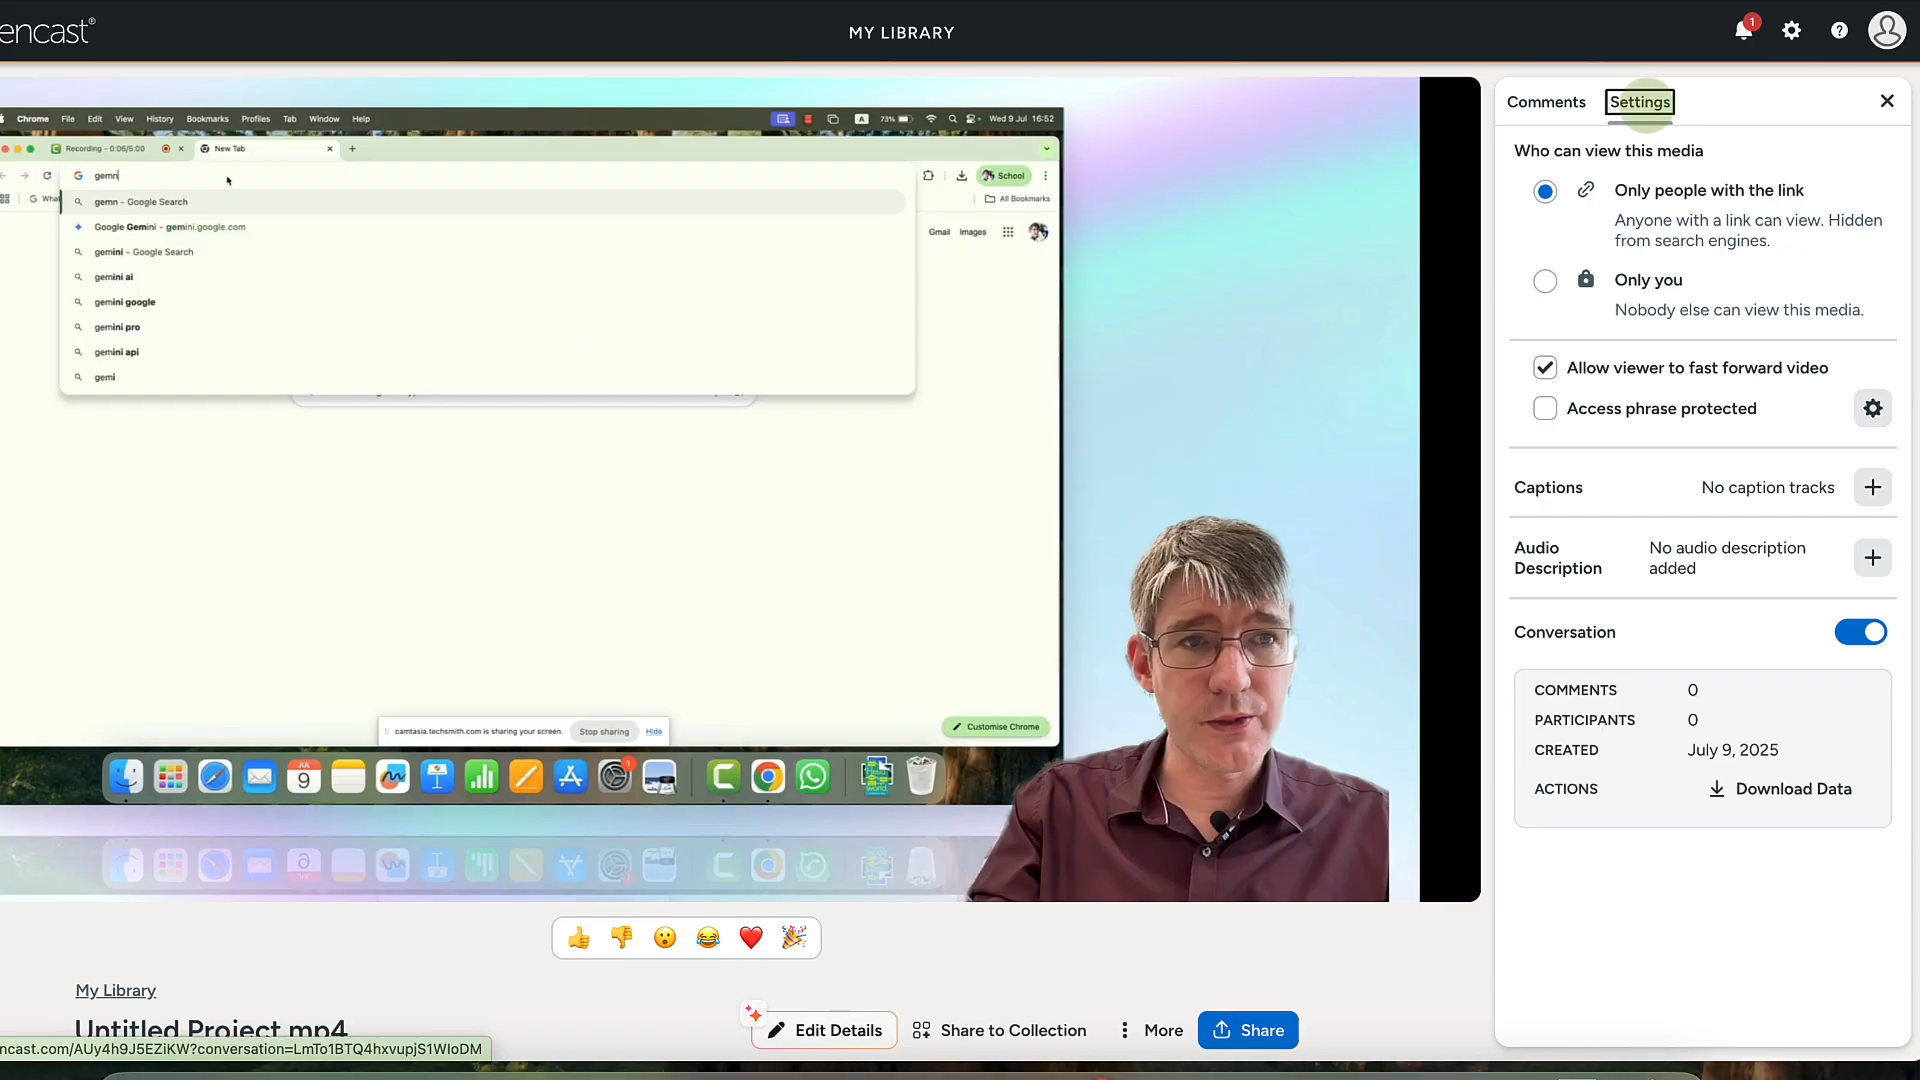 encast®
MY LIBRARY
1
Chrome File Edit View History Bookmarks Profiles Tab Window Help
A 73% Wed 9 Jul 16:52
Recording - 0:06/5:00
New Tab
gemn
School
All Bookmarks
gemn - Google Search
Google Gemini - gemini.google.com
gemini - Google Search
gemini ai
gemini google
gemini pro
gemini api
gemi
Gmail Images
camtasia.techsmith.com is sharing your screen.
Stop sharing
Hide
Customise Chrome
JUL
9
1
My Library
Untitled Project.mp4
ncast.com/AUy4h9J5EZiKW?conversation=LmTo1BTQ4hxvupjS1WloDM
Edit Details
Share to Collection
More
Share
Comments
Settings
Who can view this media
Only people with the link
Anyone with a link can view. Hidden
from search engines.
Only you
Nobody else can view this media.
Allow viewer to fast forward video
Access phrase protected
Captions
No caption tracks
Audio
Description
No audio description
added
Conversation
COMMENTS 0
PARTICIPANTS 0
CREATED July 9, 2025
ACTIONS Download Data